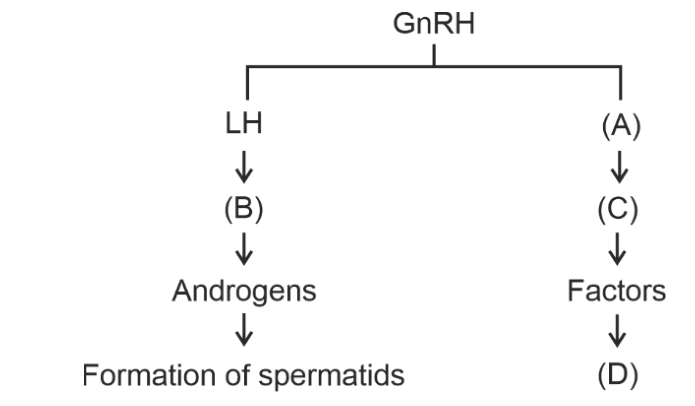 GnRH
LH (A)
(B) (C)
Androgens Factors
Formation of spermatids (D)